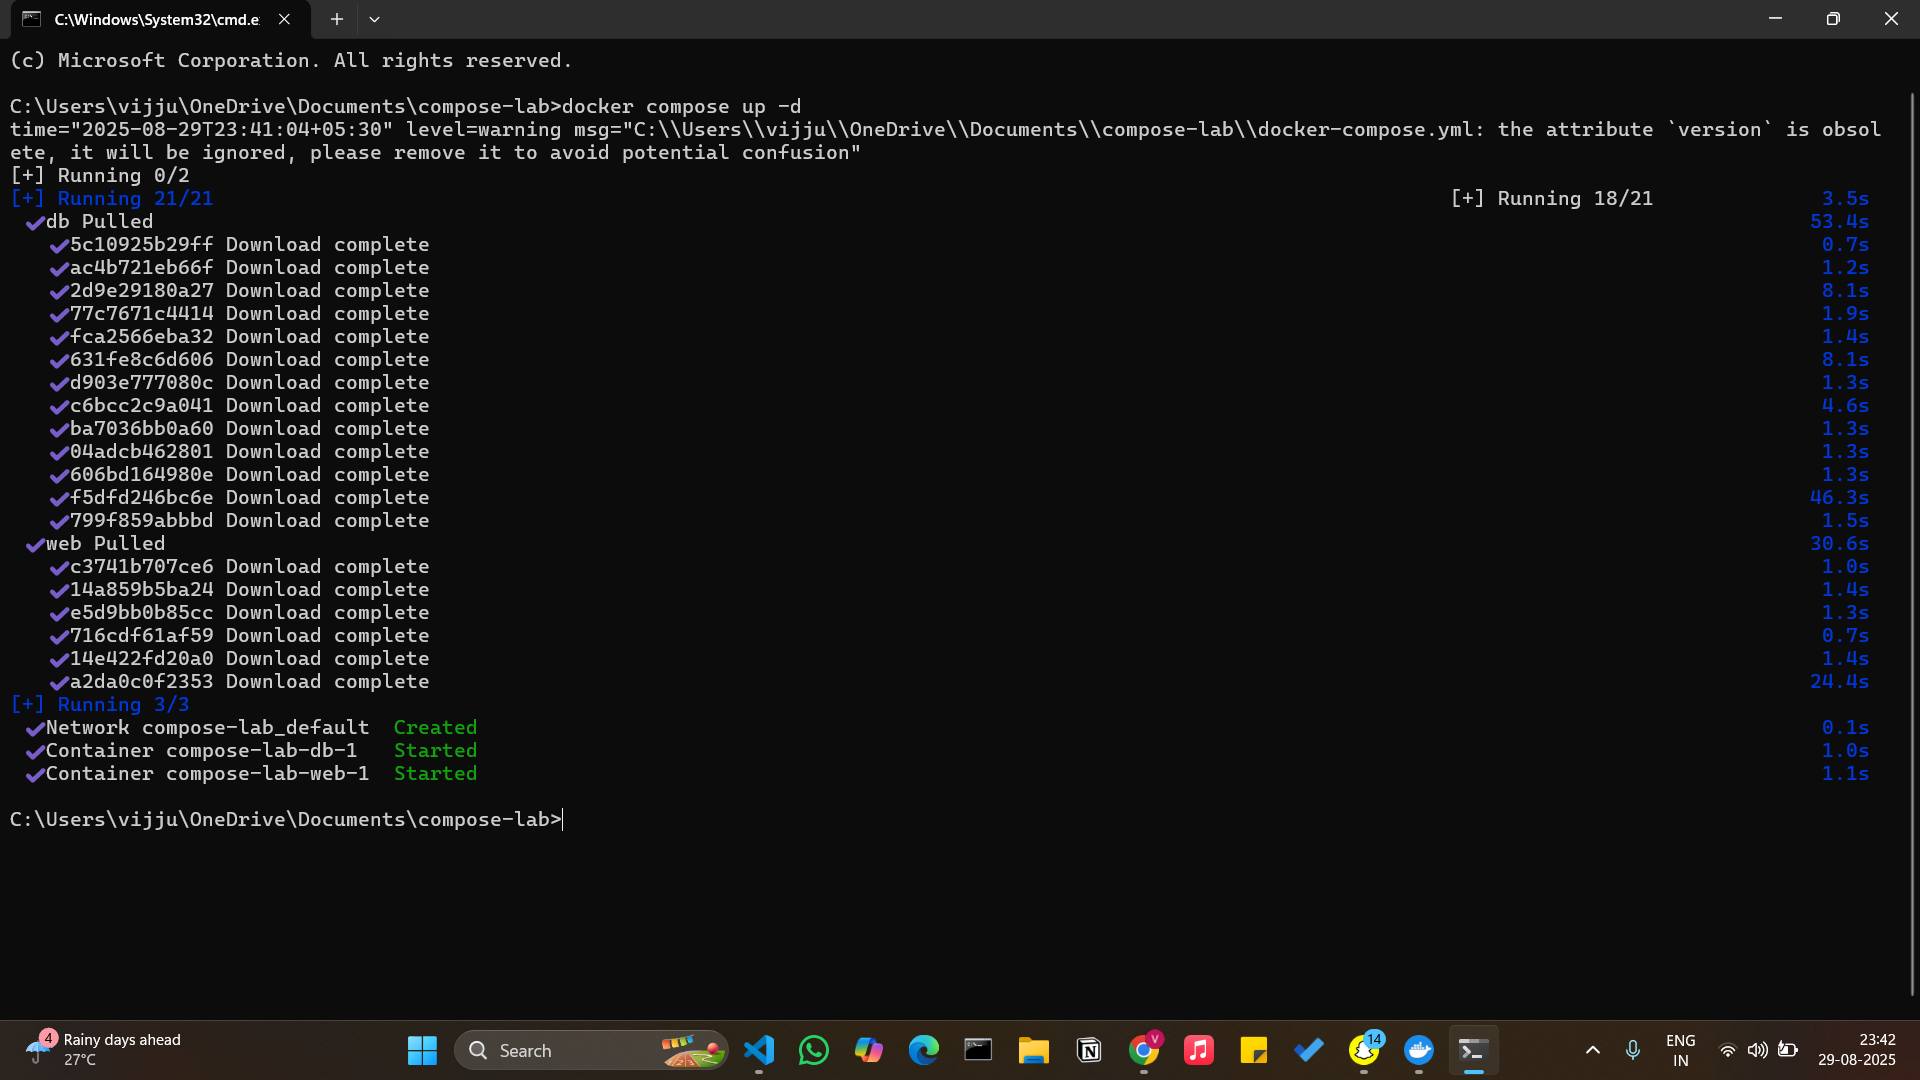 C:\Windows\System32\cmd.e
(c) Microsoft Corporation. All rights reserved.
C:\Users\vijju\OneDrive\Documents\compose-lab>docker compose up -d
time="2025-08-29T23:41:04+05:30" level=warning msg="C:\\Users\\vijju\\OneDrive\\Documents\\compose-lab\\docker-compose.yml: the attribute `version` is obsol
ete, it will be ignored, please remove it to avoid potential confusion"
[+] Running 0/2
[+] Running 21/21 [+] Running 18/21 3.5s
db Pulled 53.4s
5c10925b29ff Download complete 0.7s
ac4b721eb66f Download complete 1.2s
2d9e29180a27 Download complete 8.1s
77c7671c4414 Download complete 1.9s
fca2566eba32 Download complete 1.4s
631fe8c6d606 Download complete 8.1s
d903e777080c Download complete 1.3s
c6bcc2c9a041 Download complete 4.6s
ba7036bb0a60 Download complete 1.3s
04adcb462801 Download complete 1.3s
606bd164980e Download complete 1.3s
f5dfd246bc6e Download complete 46.3s
799f859abbbd Download complete 1.5s
web Pulled 30.6s
c3741b707ce6 Download complete 1.0s
14a859b5ba24 Download complete 1.4s
e5d9bb0b85cc Download complete 1.3s
716cdf61af59 Download complete 0.7s
14e422fd20a0 Download complete 1.4s
a2da0c0f2353 Download complete 24.4s
[+] Running 3/3
Network compose-lab_default Created 0.1s
Container compose-lab-db-1 Started 1.0s
Container compose-lab-web-1 Started 1.1s
C:\Users\vijju\OneDrive\Documents\compose-lab>
4 Rainy days ahead
27°C
Search
V
14
ENG
IN
23:42
29-08-2025